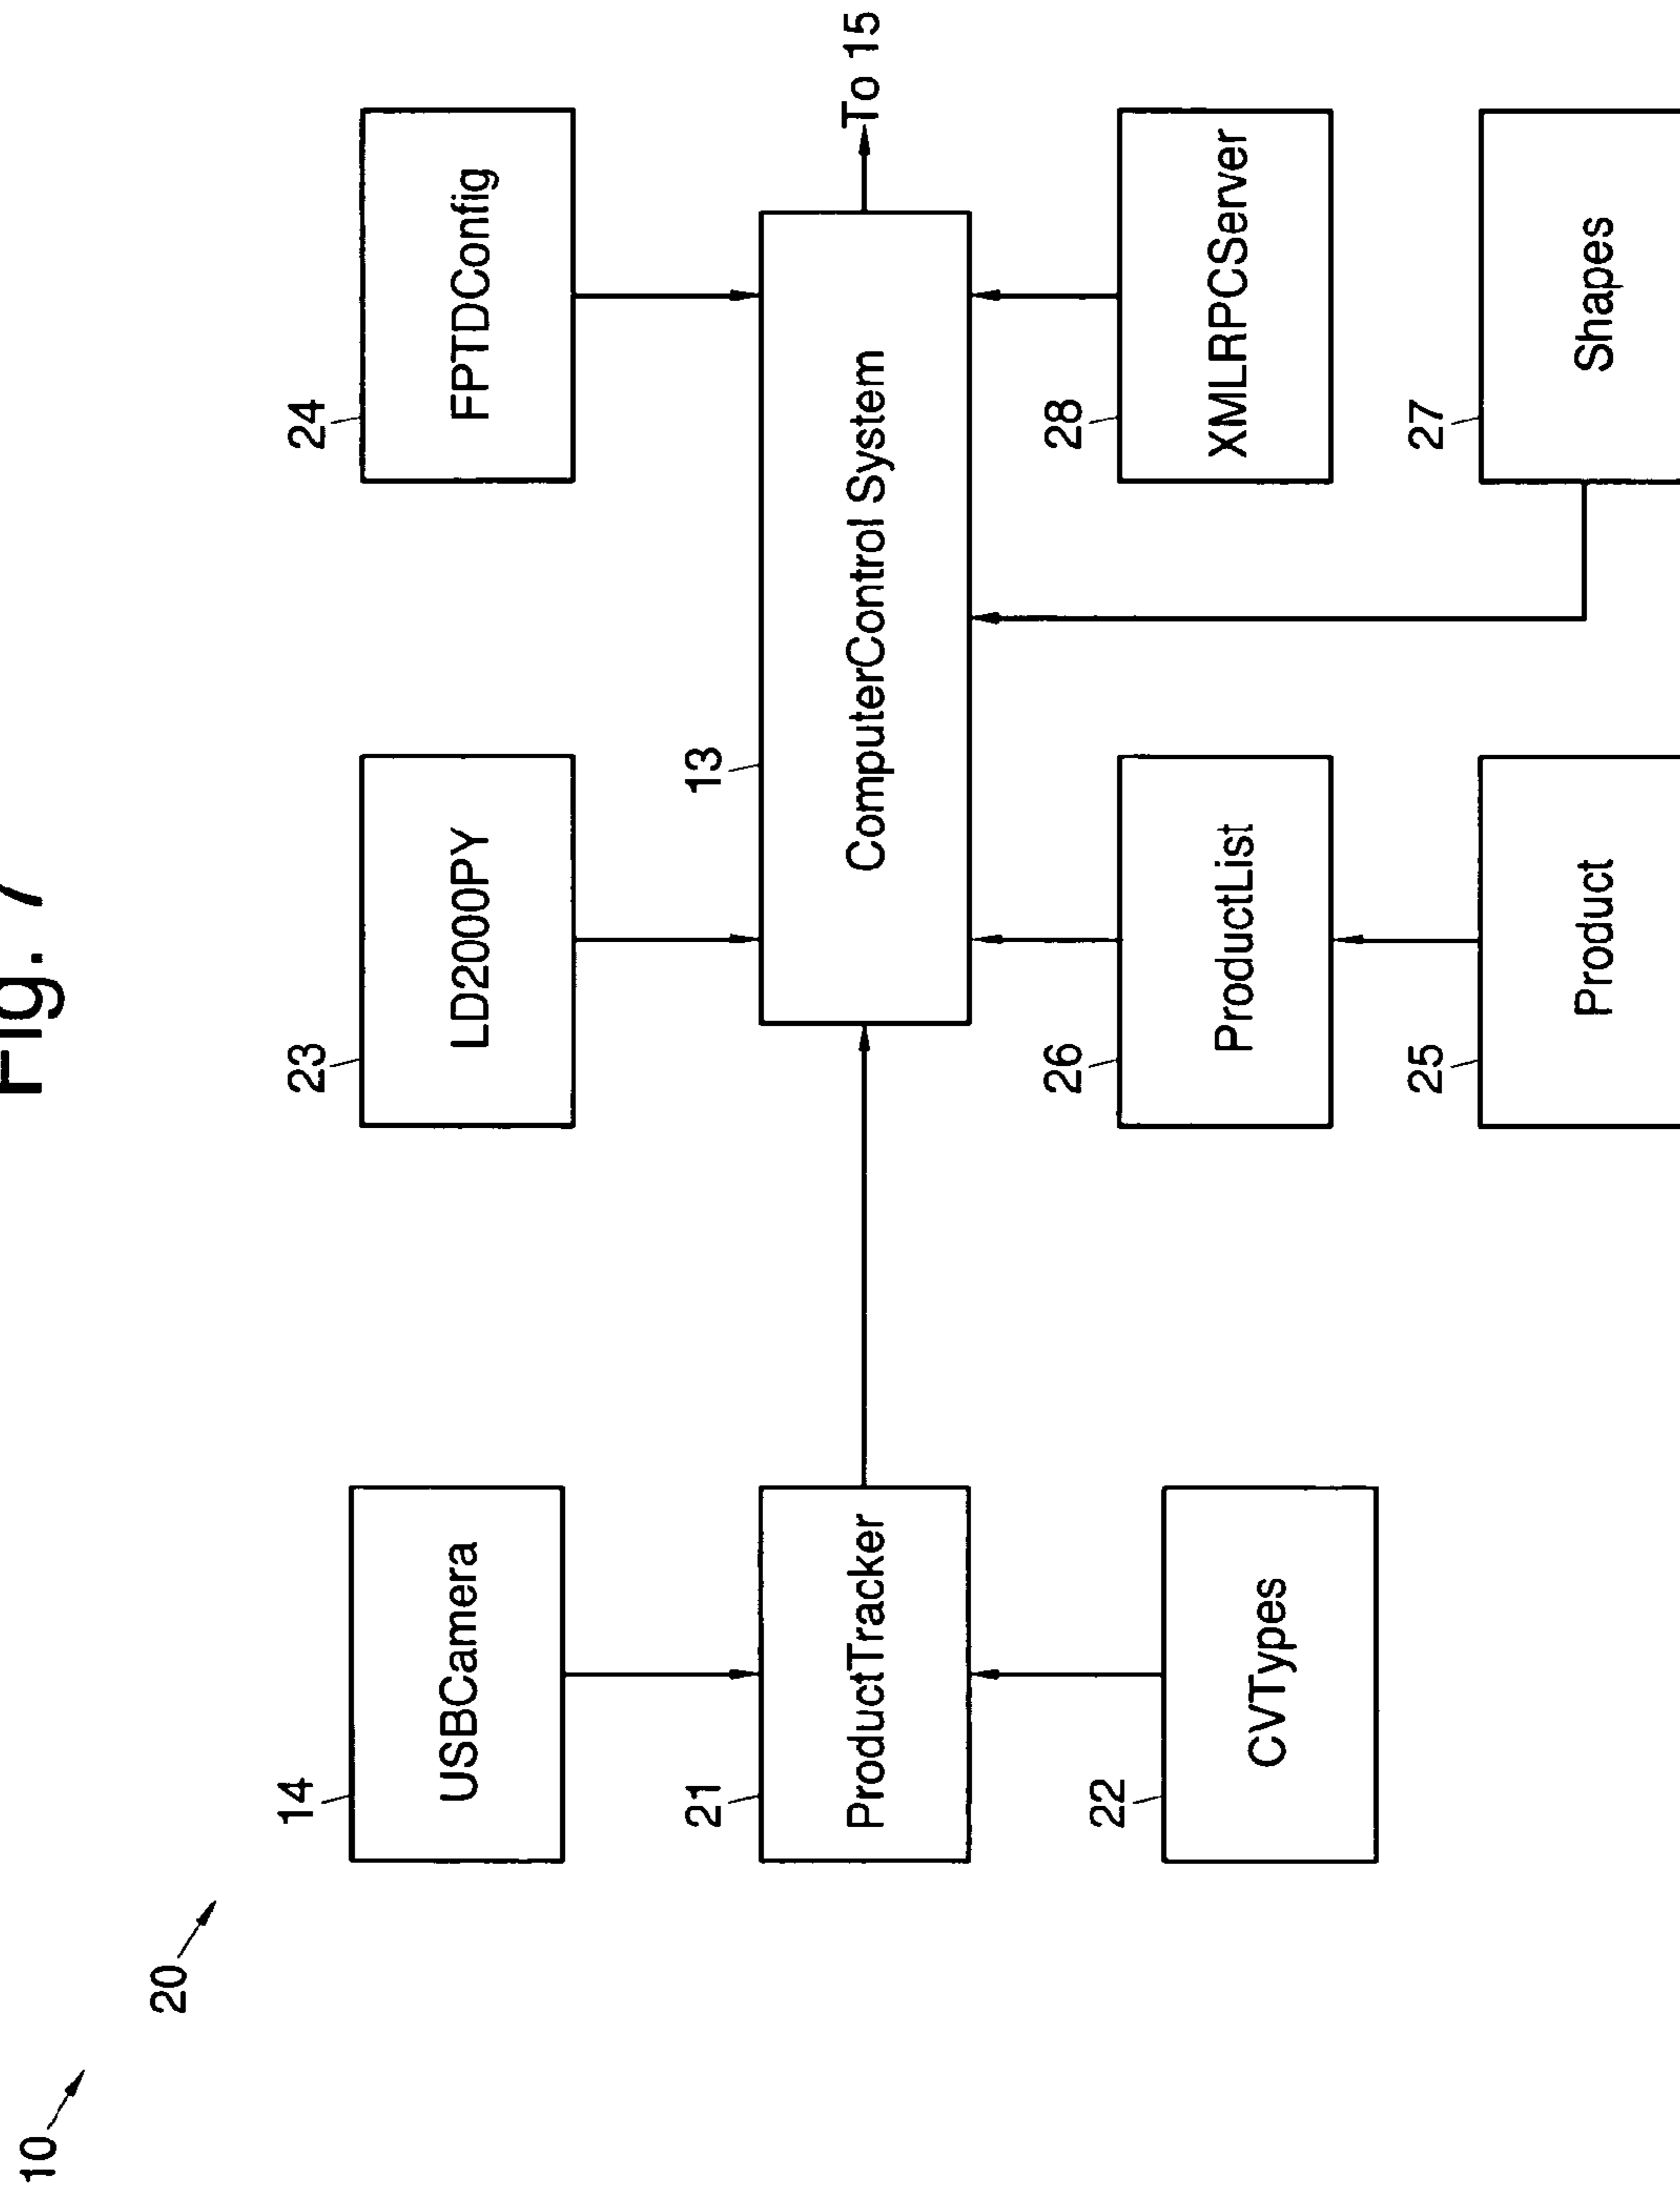 Fig. 7
10
20
14
USBCamera
23
LD2000PY
24
FPTDConfig
21
ProductTracker
13
ComputerControl System
To 15
22
CVTypes
26
ProductList
28
XMLRPCServer
25
Product
27
Shapes